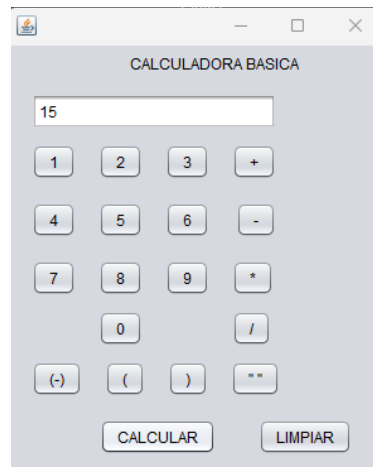 CALCULADORA BASICA
15
1 2 3 +
4 5 6 -
7 8 9 *
0 /
(-) ( ) " "
CALCULAR LIMPIAR